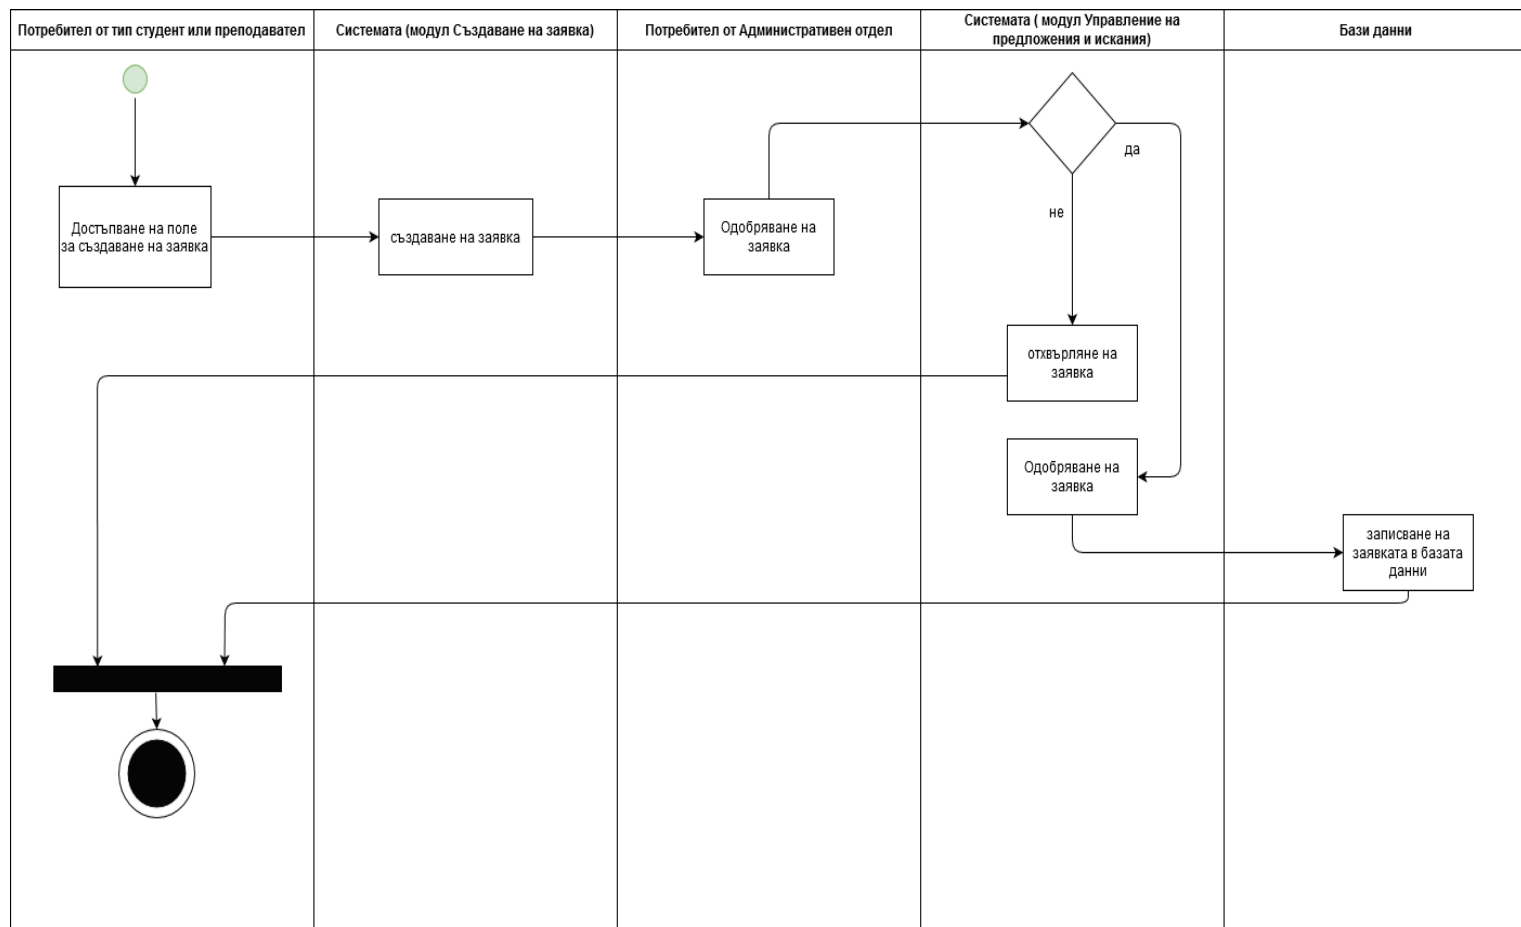 Потребител от тип студент или преподавател
Системата (модул Създаване на заявка)
Потребител от Административен отдел
Системата ( модул Управление на
предложения и искания)
Бази данни
да
не
Достъпване на поле
за създаване на заявка
създаване на заявка
Одобряване на
заявка
отхвърляне на
заявка
Одобряване на
заявка
записване на
заявката в базата
данни